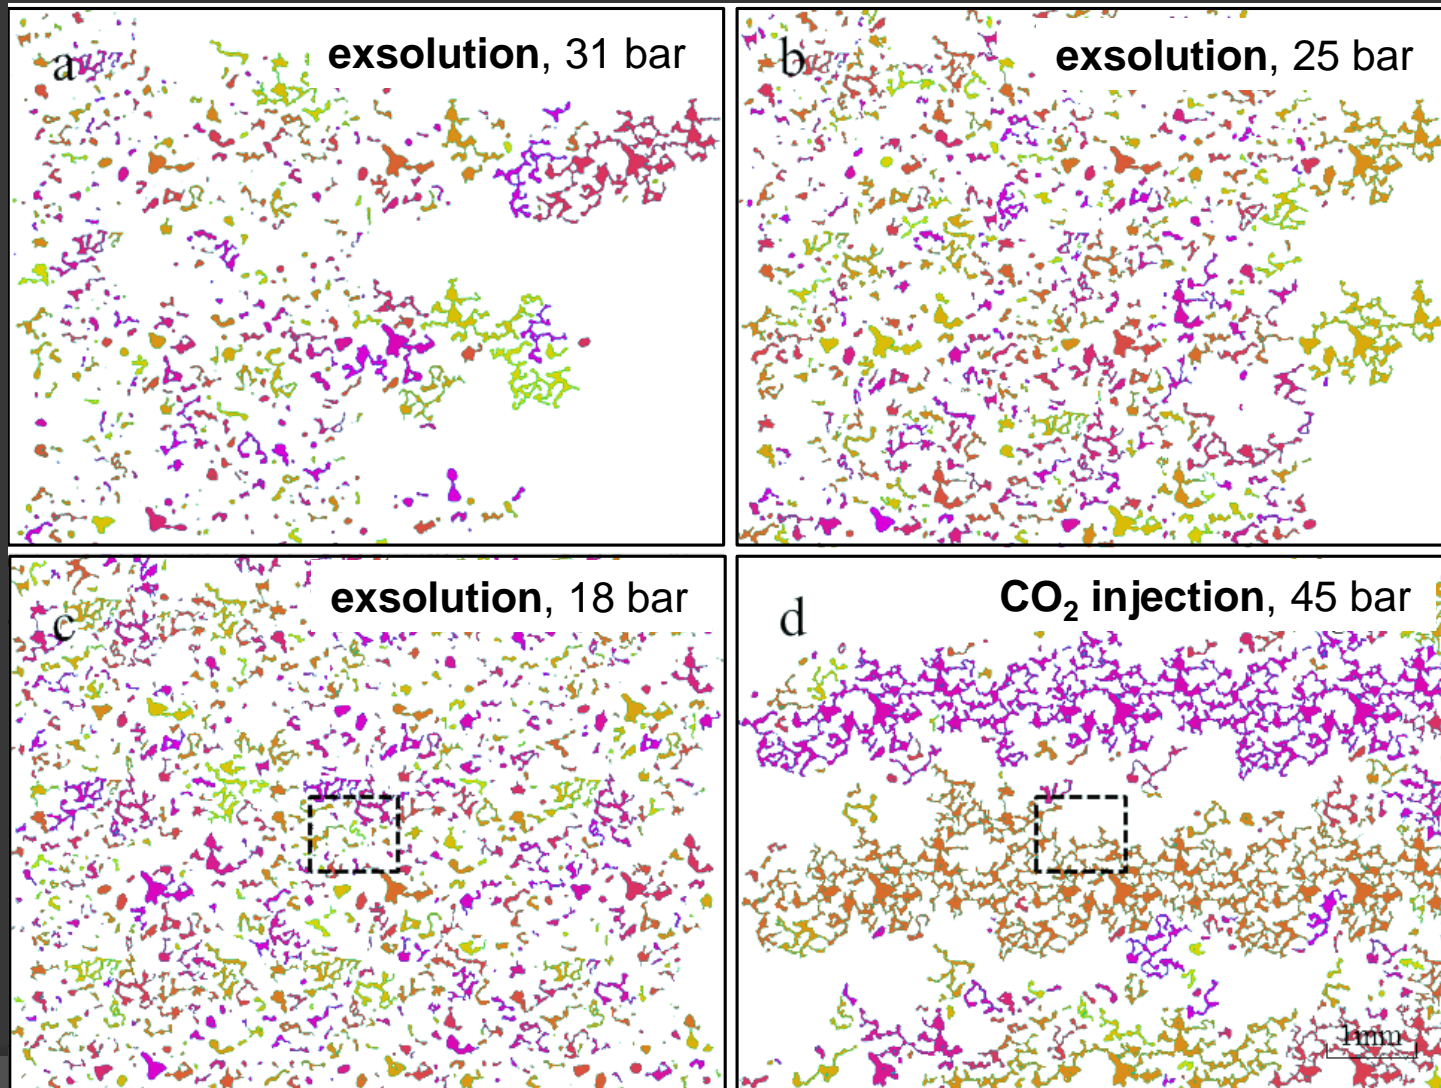 a
exsolution, 31 bar
b
exsolution, 25 bar
c
exsolution, 18 bar
d
CO₂ injection, 45 bar
1mm